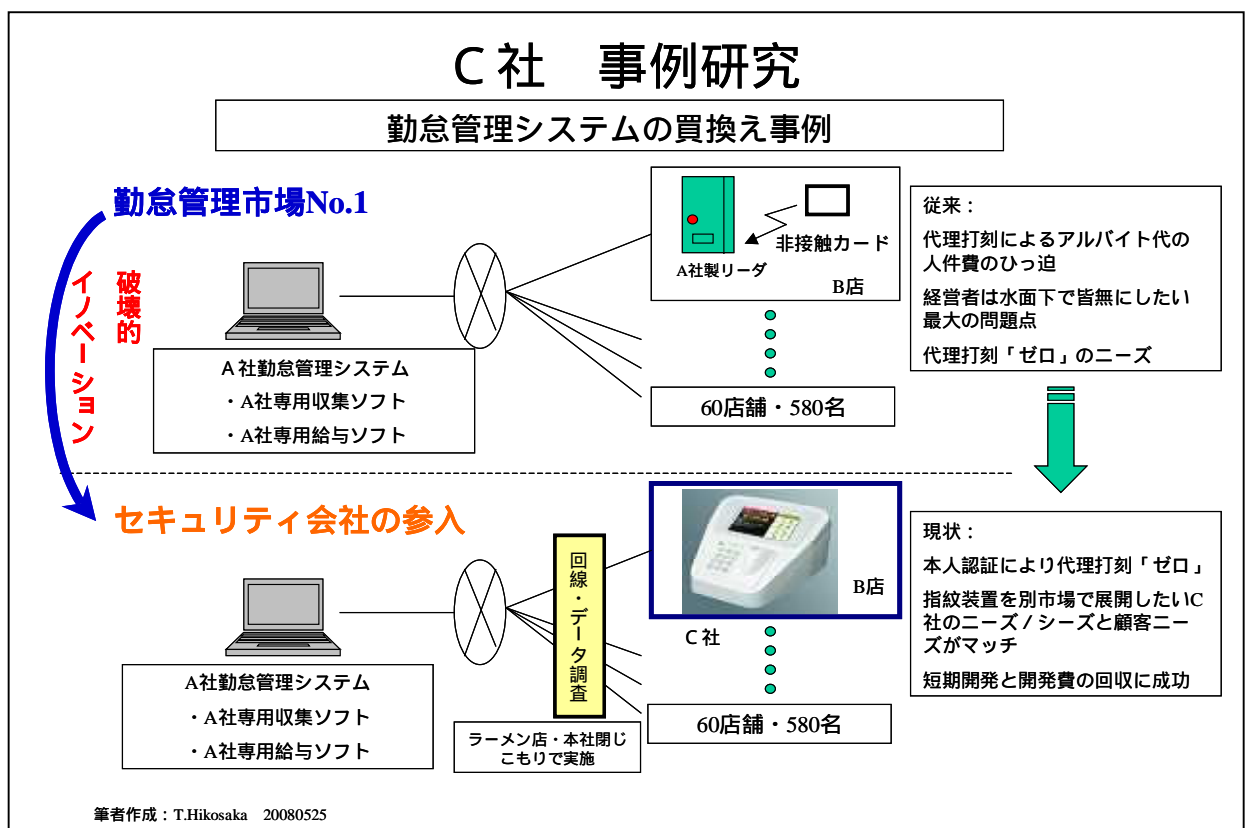 C社 事例研究
勤怠管理システムの買換え事例
勤怠管理市場No.1
破壊的
イノベーション
非接触カード
A社製リーダ
B店
従来：
代理打刻によるアルバイト代の
人件費のひっ迫
経営者は水面下で皆無にしたい
最大の問題点
代理打刻「ゼロ」のニーズ
A社勤怠管理システム
・A社専用収集ソフト
・A社専用給与ソフト
60店舗・580名
セキュリティ会社の参入
回線・データ調査
B店
C社
現状：
本人認証により代理打刻「ゼロ」
指紋装置を別市場で展開したいC
社のニーズ／シーズと顧客ニー
ズがマッチ
短期開発と開発費の回収に成功
A社勤怠管理システム
・A社専用収集ソフト
・A社専用給与ソフト
ラーメン店・本社閉じ
こもりで実施
60店舗・580名
筆者作成：T.Hikosaka 20080525